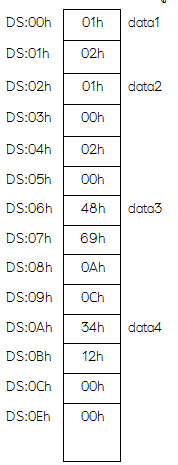 DS:00h 01h data1
DS:01h 02h
DS:02h 01h data2
DS:03h 00h
DS:04h 02h
DS:05h 00h
DS:06h 48h data3
DS:07h 69h
DS:08h 0Ah
DS:09h 0Ch
DS:0Ah 34h data4
DS:0Bh 12h
DS:0Ch 00h
DS:0Eh 00h